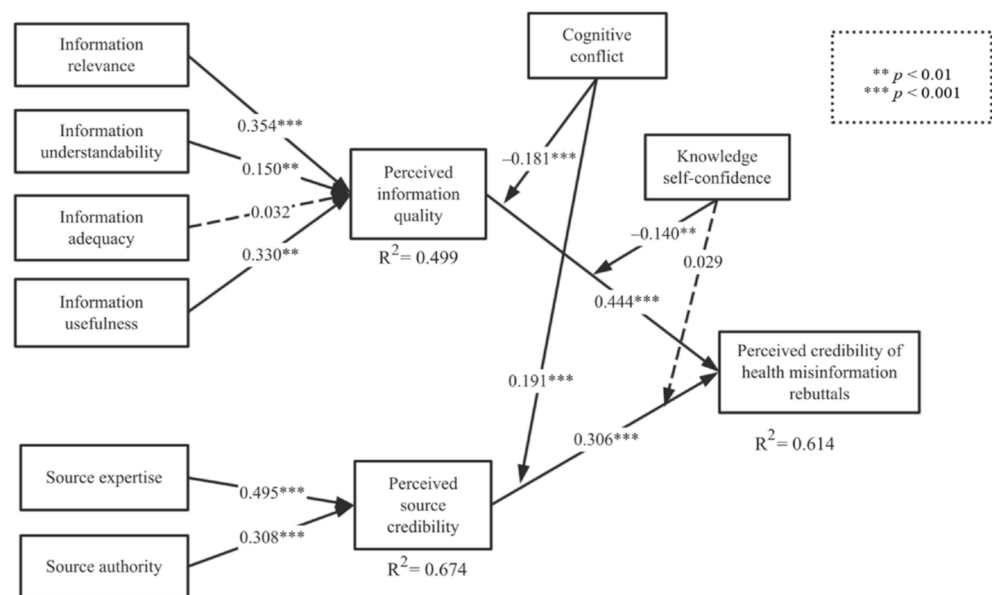 Information
relevance
Information
understandability
Information
adequacy
Information
usefulness
0.354***
0.150**
0.032
0.330**
Perceived
information
quality
R2= 0.499
Cognitive
conflict
–0.181***
0.191***
Knowledge
self-confidence
–0.140**
0.029
0.444***
0.306***
** p < 0.01
*** p < 0.001
Perceived credibility of
health misinformation
rebuttals
R2= 0.614
Source expertise
Source authority
0.495***
0.308***
Perceived
source
credibility
R2= 0.674